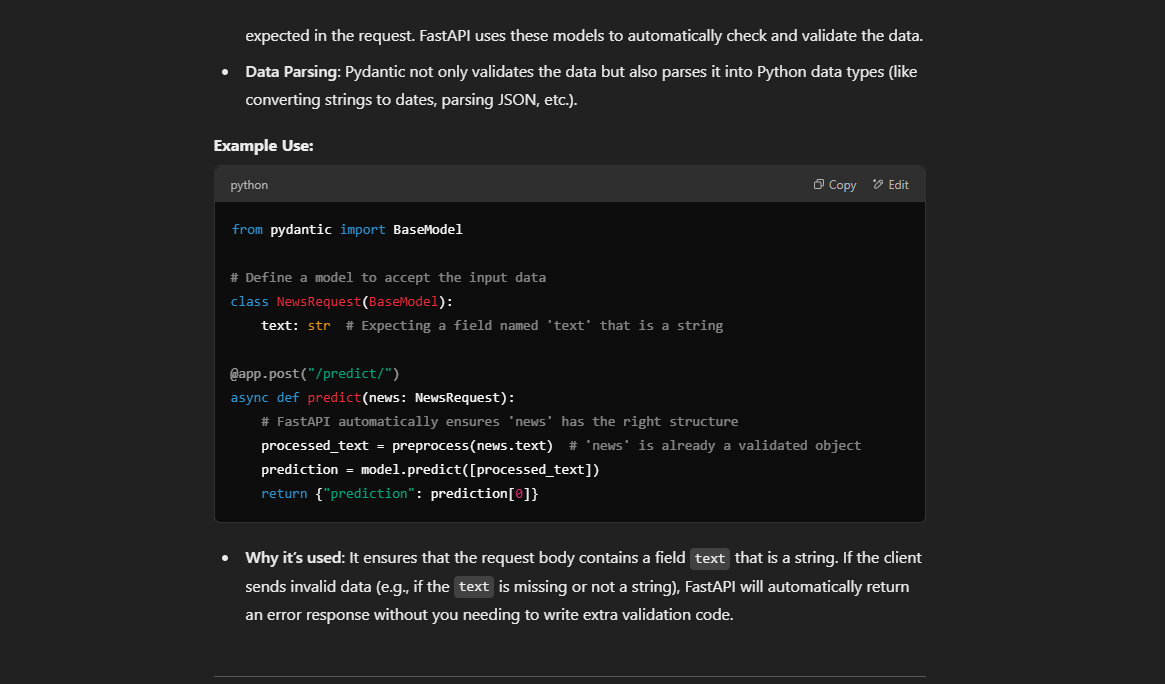 expected in the request. FastAPI uses these models to automatically check and validate the data.
• Data Parsing: Pydantic not only validates the data but also parses it into Python data types (like
converting strings to dates, parsing JSON, etc.).
Example Use:
python Copy Edit
from pydantic import BaseModel
# Define a model to accept the input data
class NewsRequest(BaseModel):
    text: str  # Expecting a field named 'text' that is a string
@app.post("/predict/")
async def predict(news: NewsRequest):
    # FastAPI automatically ensures 'news' has the right structure
    processed_text = preprocess(news.text)  # 'news' is already a validated object
    prediction = model.predict([processed_text])
    return {"prediction": prediction[0]}
• Why it's used: It ensures that the request body contains a field text that is a string. If the client
sends invalid data (e.g., if the text is missing or not a string), FastAPI will automatically return
an error response without you needing to write extra validation code.